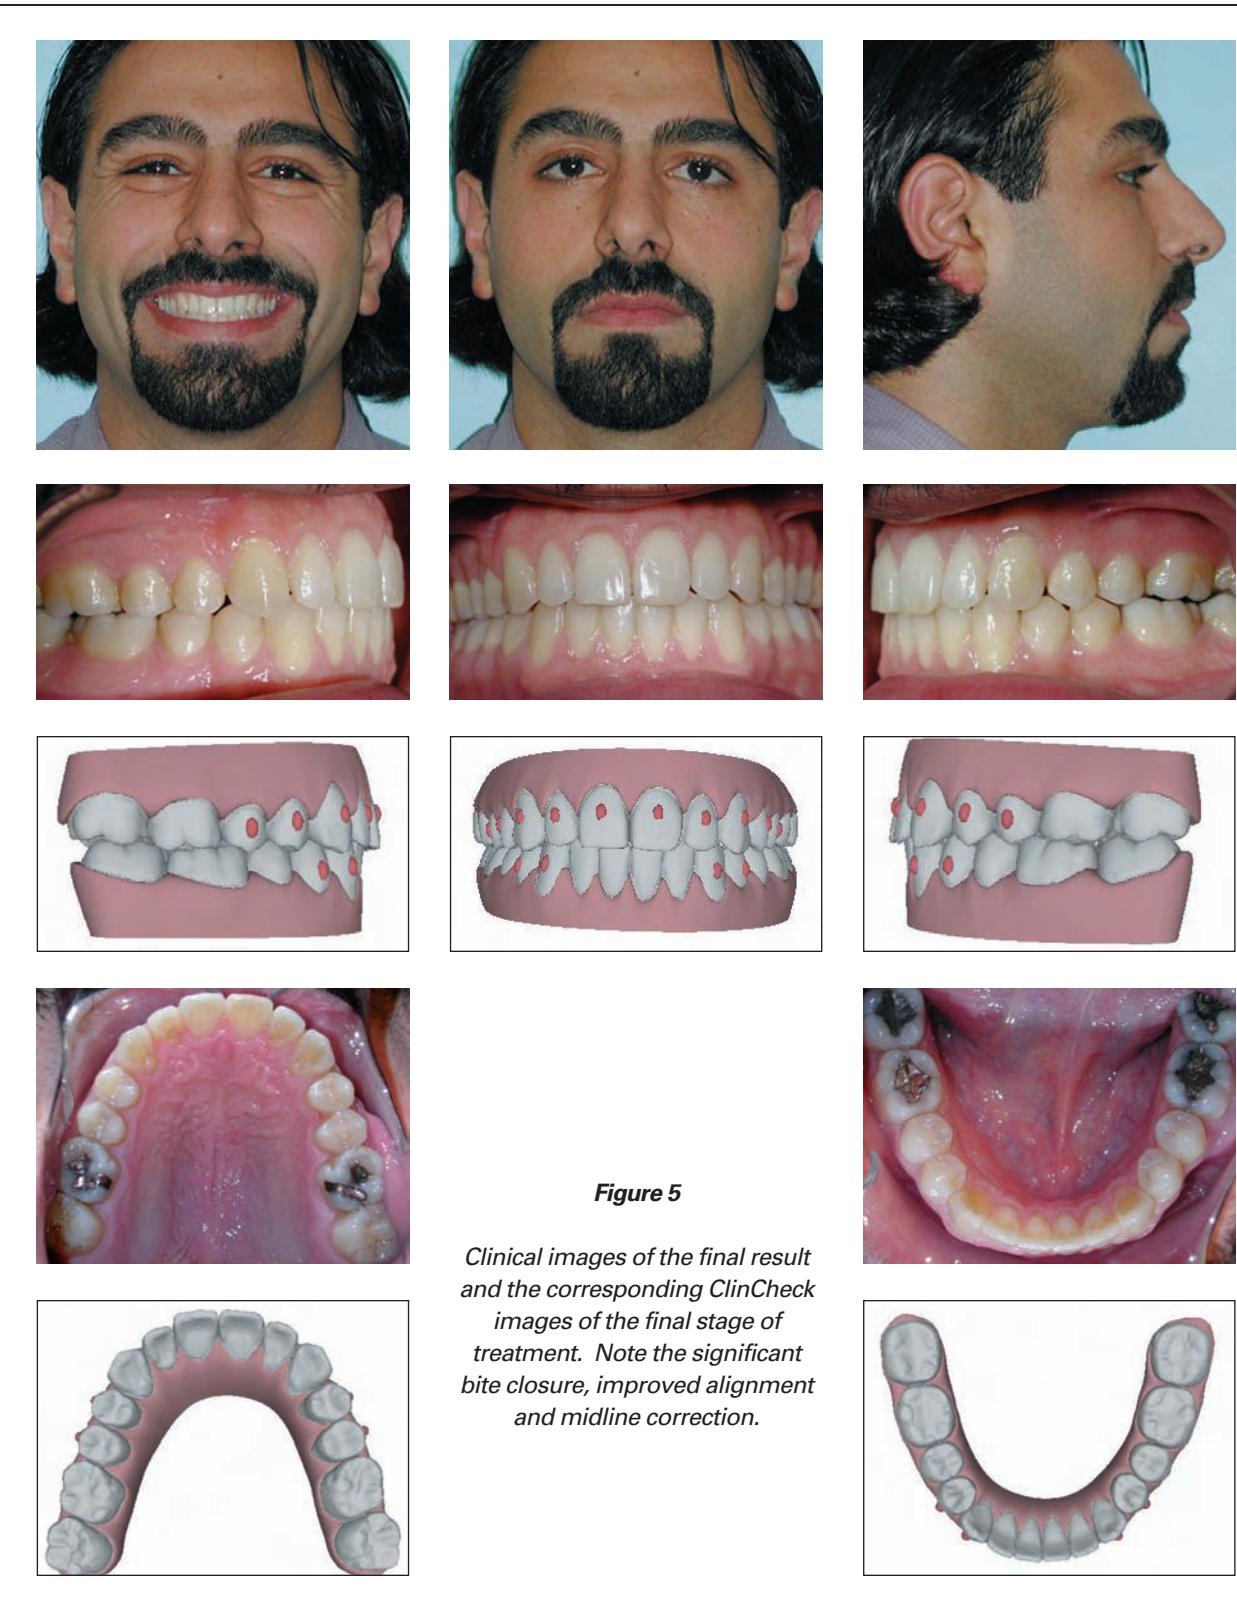 Figure 5
Clinical images of the final result
and the corresponding ClinCheck
images of the final stage of
treatment. Note the significant
bite closure, improved alignment
and midline correction.